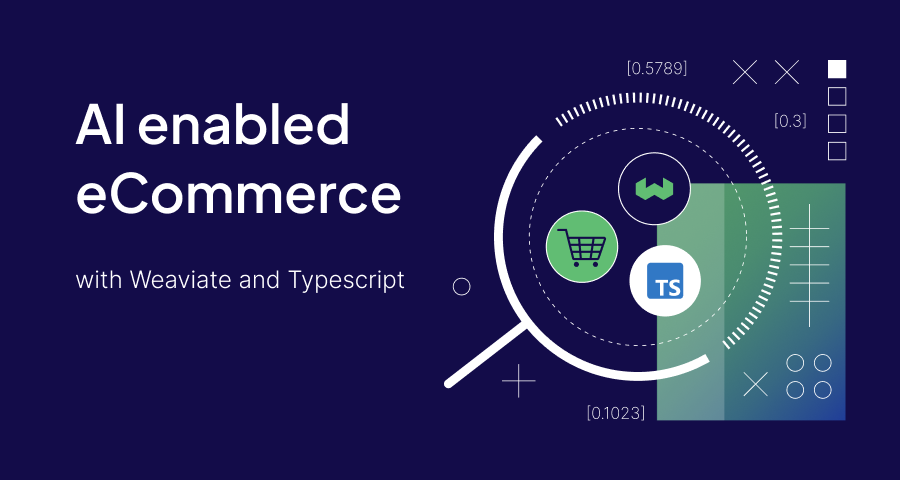 AI enabled
eCommerce
with Weaviate and Typescript
[0.5789]
[0.3]
TS
[0.1023]